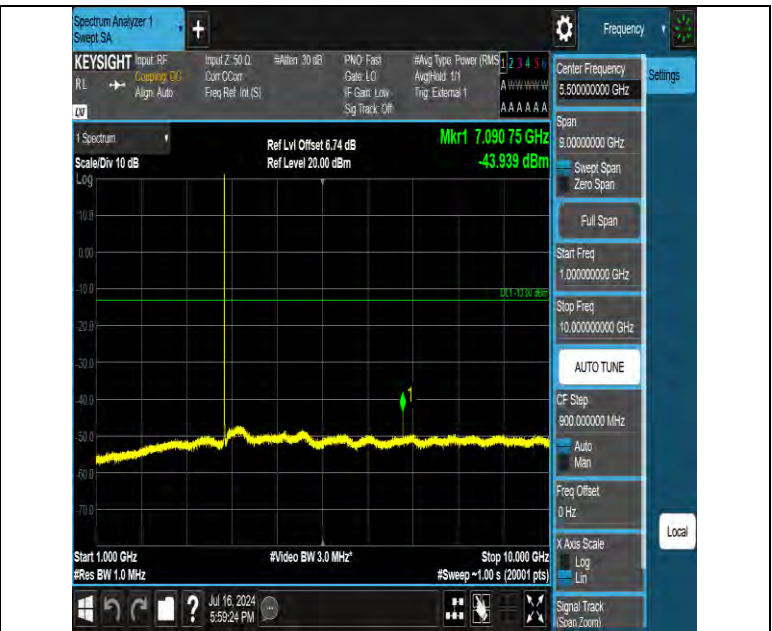 Spectrum Analyzer 1
Swept SA
+
Frequency
KEYSIGHT
RL
Input: RF
Coupling: DC
Align: Auto
Input Z: 50 Ω
Corr CCorr
Freq Ref: Int (S)
#Atten: 30 dB
PNO: Fast
Gate: LO
IF Gain: Low
Sig Track: Off
#Avg Type: Power (RMS
Avg|Hold: 1/1
Trig: External 1
1 2 3 4 5 6
A W W W W W
A A A A A A
1 Spectrum
Scale/Div 10 dB
Log
Ref Lvl Offset 6.74 dB
Ref Level 20.00 dBm
Mkr1 7.090 75 GHz
-43.939 dBm
10.0
0.00
-10.0
-20.0
-30.0
-40.0
-50.0
-60.0
-70.0
DL1 -13.00 dBm
1
Start 1.000 GHz
#Res BW 1.0 MHz
#Video BW 3.0 MHz*
Stop 10.000 GHz
#Sweep ~1.00 s (20001 pts)
Center Frequency
5.500000000 GHz
Settings
Span
9.00000000 GHz
Swept Span
Zero Span
Full Span
Start Freq
1.000000000 GHz
Stop Freq
10.000000000 GHz
AUTO TUNE
CF Step
900.000000 MHz
Auto
Man
Freq Offset
0 Hz
X Axis Scale
Log
Lin
Local
Signal Track
(Span Zoom)
?
Jul 16, 2024
5:59:24 PM